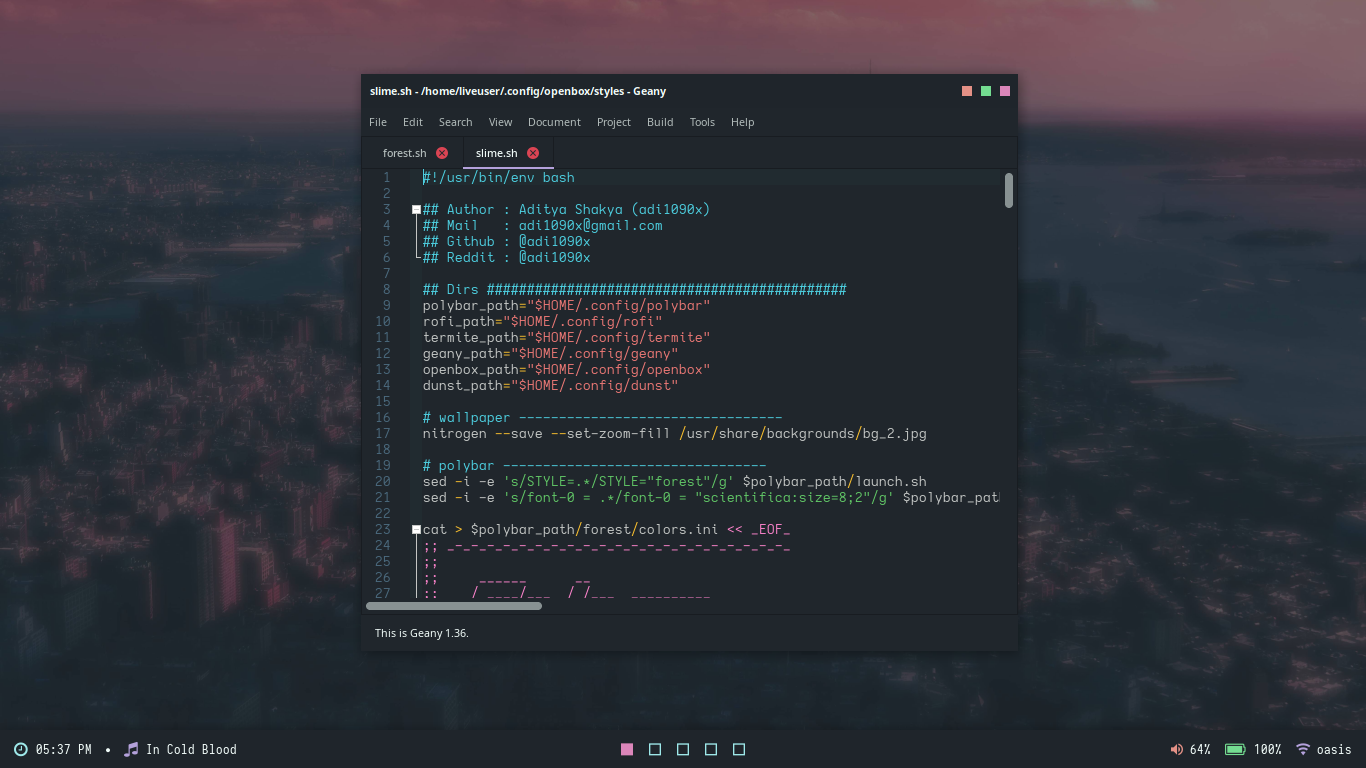 slime.sh - /home/liveuser/.config/openbox/styles - Geany
File Edit Search View Document Project Build Tools Help
forest.sh slime.sh
1 #!/usr/bin/env bash
2
3 ## Author : Aditya Shakya (adi1090x)
4 ## Mail   : adi1090x@gmail.com
5 ## Github : @adi1090x
6 ## Reddit : @adi1090x
7
8 ## Dirs #############################################
9 polybar_path="$HOME/.config/polybar"
10 rofi_path="$HOME/.config/rofi"
11 termite_path="$HOME/.config/termite"
12 geany_path="$HOME/.config/geany"
13 openbox_path="$HOME/.config/openbox"
14 dunst_path="$HOME/.config/dunst"
15
16 # wallpaper ---------------------------------
17 nitrogen --save --set-zoom-fill /usr/share/backgrounds/bg_2.jpg
18
19 # polybar ---------------------------------
20 sed -i -e 's/STYLE=.*/STYLE="forest"/g' $polybar_path/launch.sh
21 sed -i -e 's/font-0 = .*/font-0 = "scientifica:size=8;2"/g' $polybar_pat
22
23 cat > $polybar_path/forest/colors.ini << _EOF_
24 ;; _-_-_-_-_-_-_-_-_-_-_-_-_-_-_-_-_-_-_-_-_-_
25 ;;
26 ;;     ______      __
27 ;;    / ____/___  / /___  __________
This is Geany 1.36.
05:37 PM • In Cold Blood 64% 100% oasis